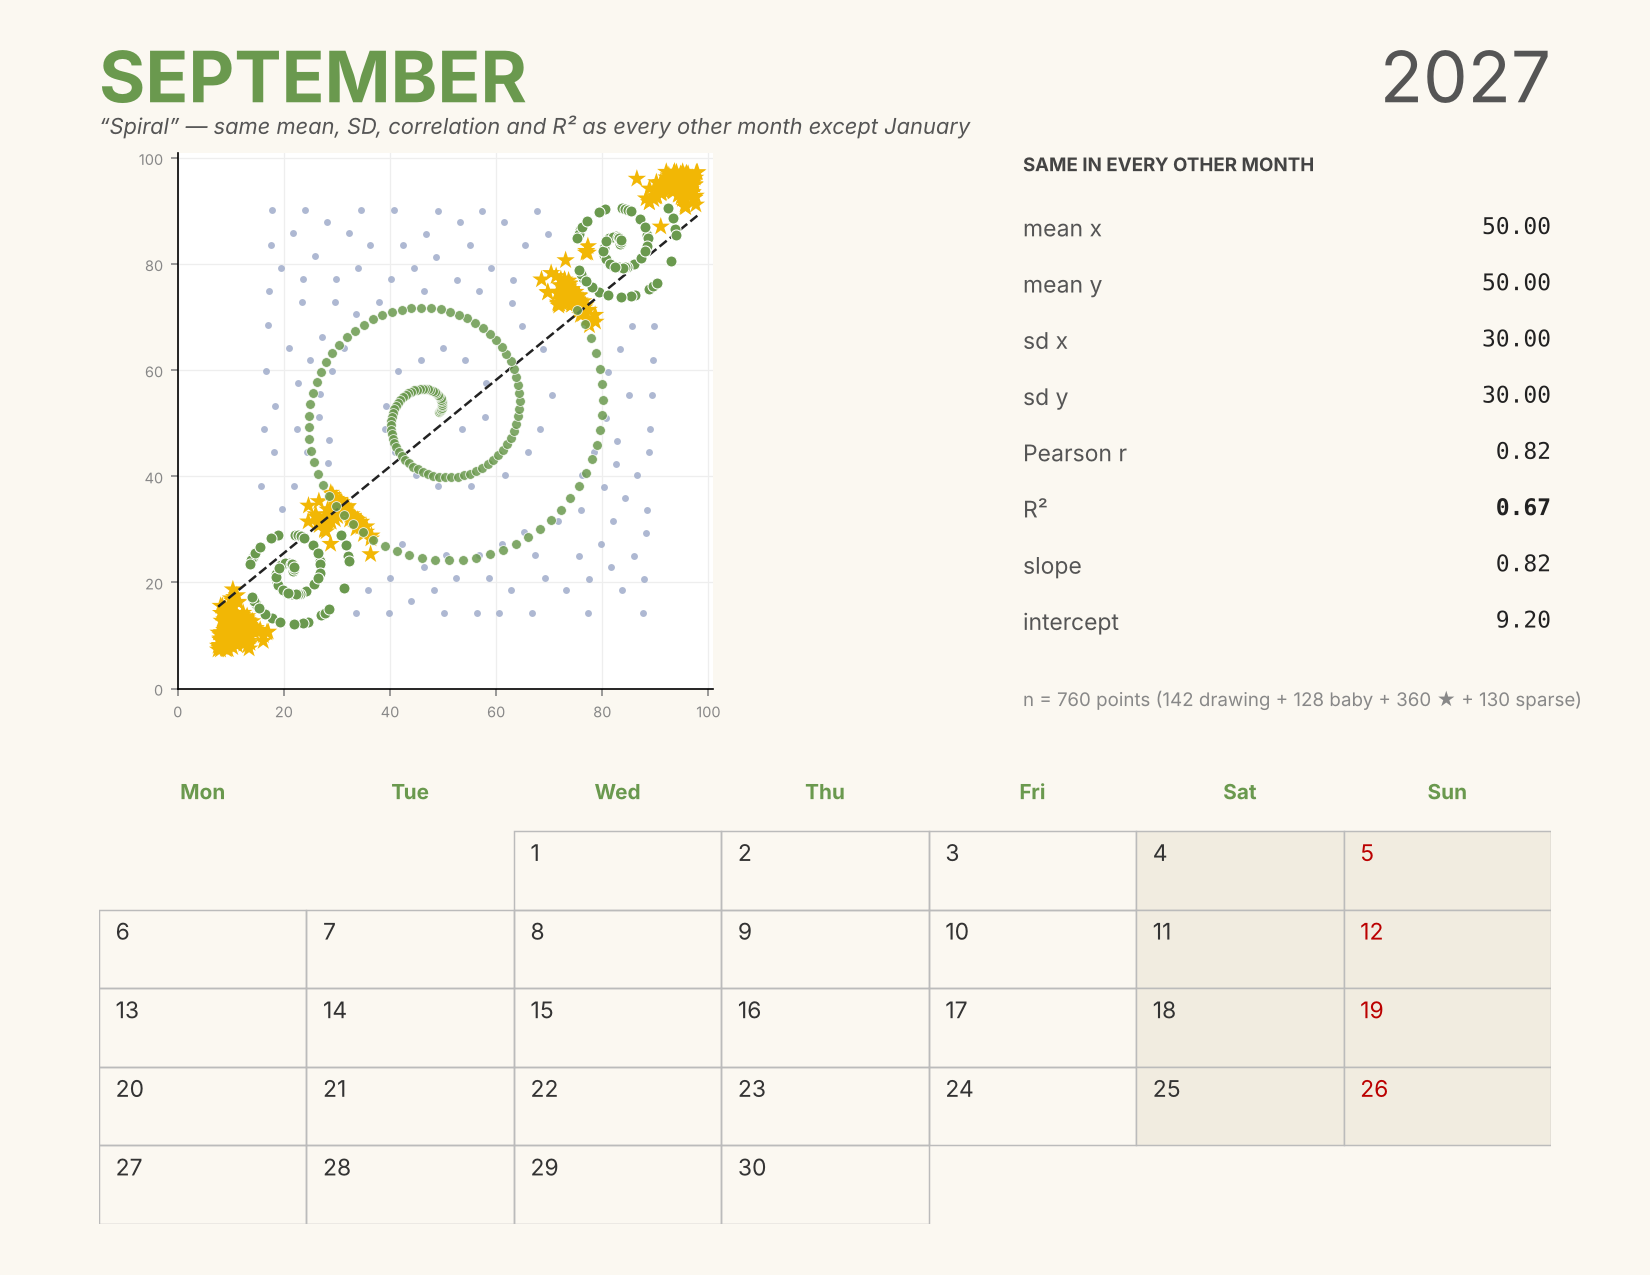 SEPTEMBER 2027
“Spiral” — same mean, SD, correlation and R² as every other month except January
100
80
60
40
20
0
0 20 40 60 80 100
SAME IN EVERY OTHER MONTH
mean x 50.00
mean y 50.00
sd x 30.00
sd y 30.00
Pearson r 0.82
R² 0.67
slope 0.82
intercept 9.20
n = 760 points (142 drawing + 128 baby + 360 ★ + 130 sparse)
Mon Tue Wed Thu Fri Sat Sun
1 2 3 4 5
6 7 8 9 10 11 12
13 14 15 16 17 18 19
20 21 22 23 24 25 26
27 28 29 30